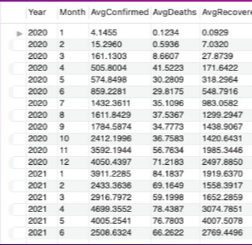 Year Month AvgConfirmed AvgDeaths AvgRecovere
2020 1 4.1455 0.1234 0.0929
2020 2 15.2960 0.5936 7.0320
2020 3 161.1303 8.6607 27.8739
2020 4 505.8004 41.5223 171.6422
2020 5 574.8498 30.2809 318.2964
2020 6 859.2281 29.8175 548.7916
2020 7 1432.3611 35.1096 983.0582
2020 8 1611.8429 37.5367 1299.2947
2020 9 1784.5874 34.7773 1438.9067
2020 10 2412.1996 36.7583 1420.6431
2020 11 3592.1944 56.7634 1985.3446
2020 12 4050.4397 71.2183 2497.8850
2021 1 3911.2285 84.1837 1919.6370
2021 2 2433.3636 69.1649 1558.3917
2021 3 2916.7972 59.1998 1652.2859
2021 4 4699.3552 78.4387 3074.7851
2021 5 4005.2541 76.7803 4007.5078
2021 6 2508.6324 66.2622 2769.4496